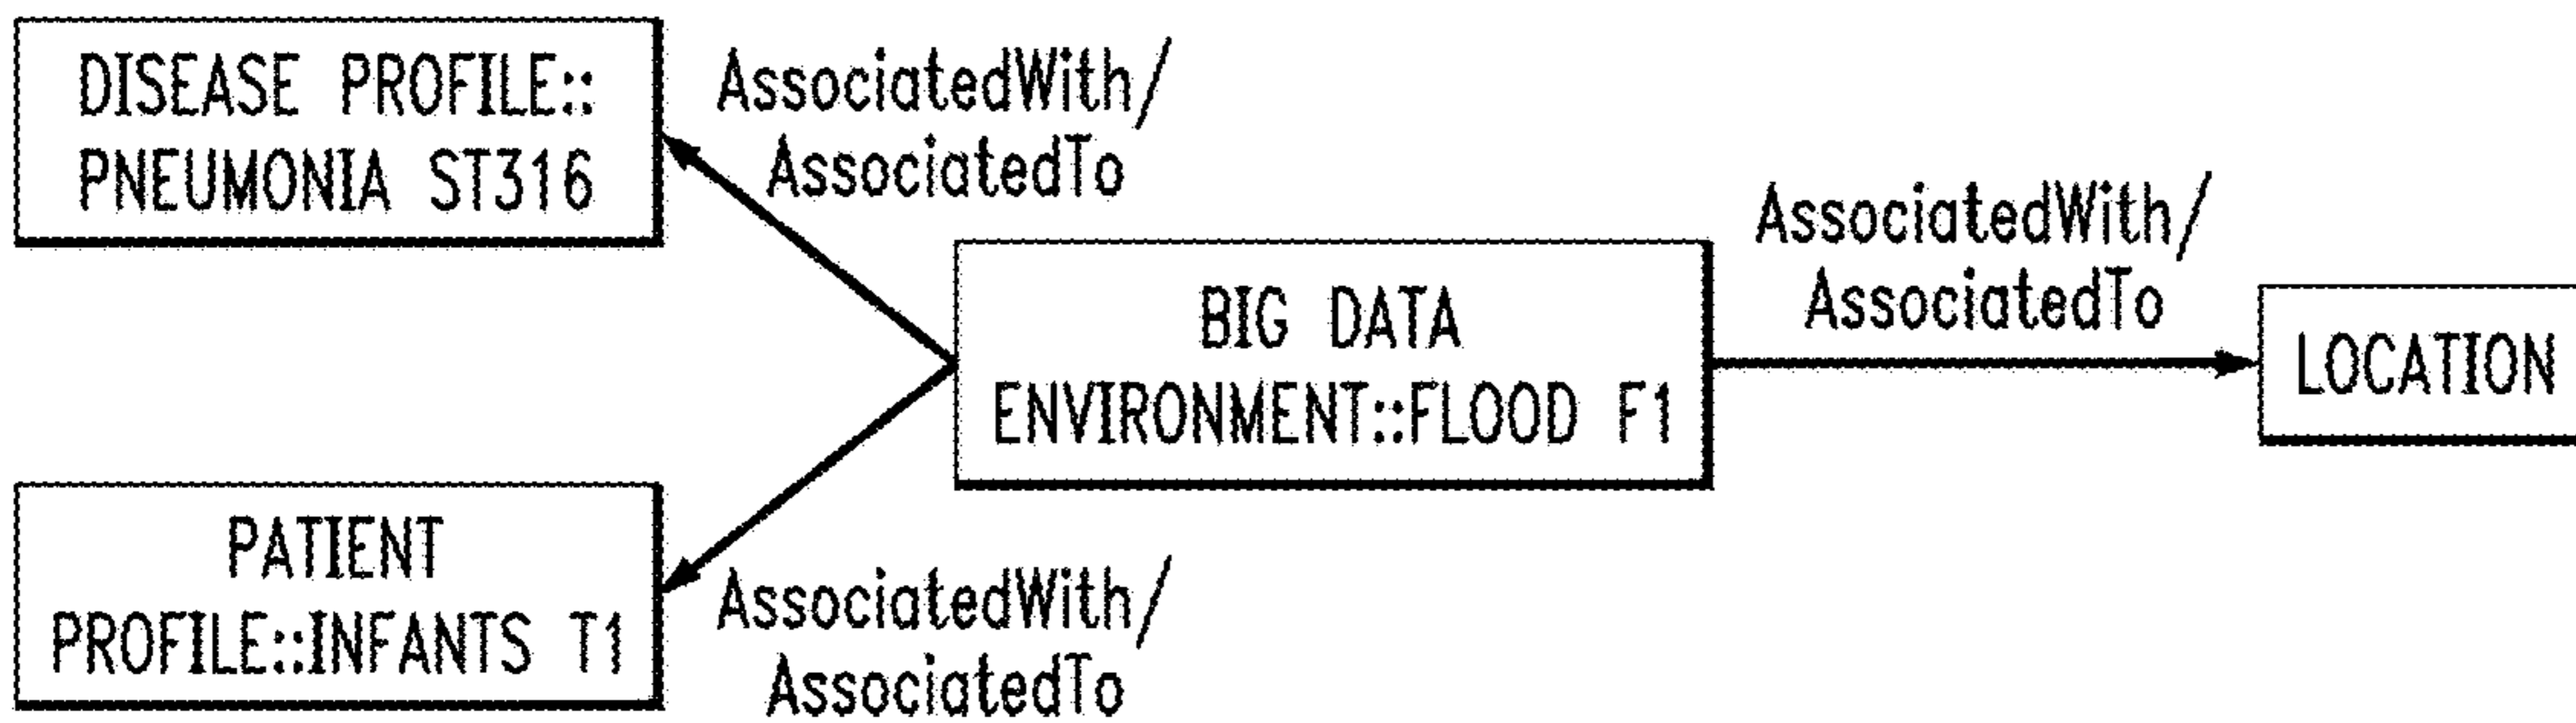 DISEASE PROFILE::
PNEUMONIA ST316
AssociatedWith/
AssociatedTo
BIG DATA
ENVIRONMENT::FLOOD F1
AssociatedWith/
AssociatedTo
LOCATION
PATIENT
PROFILE::INFANTS T1
AssociatedWith/
AssociatedTo